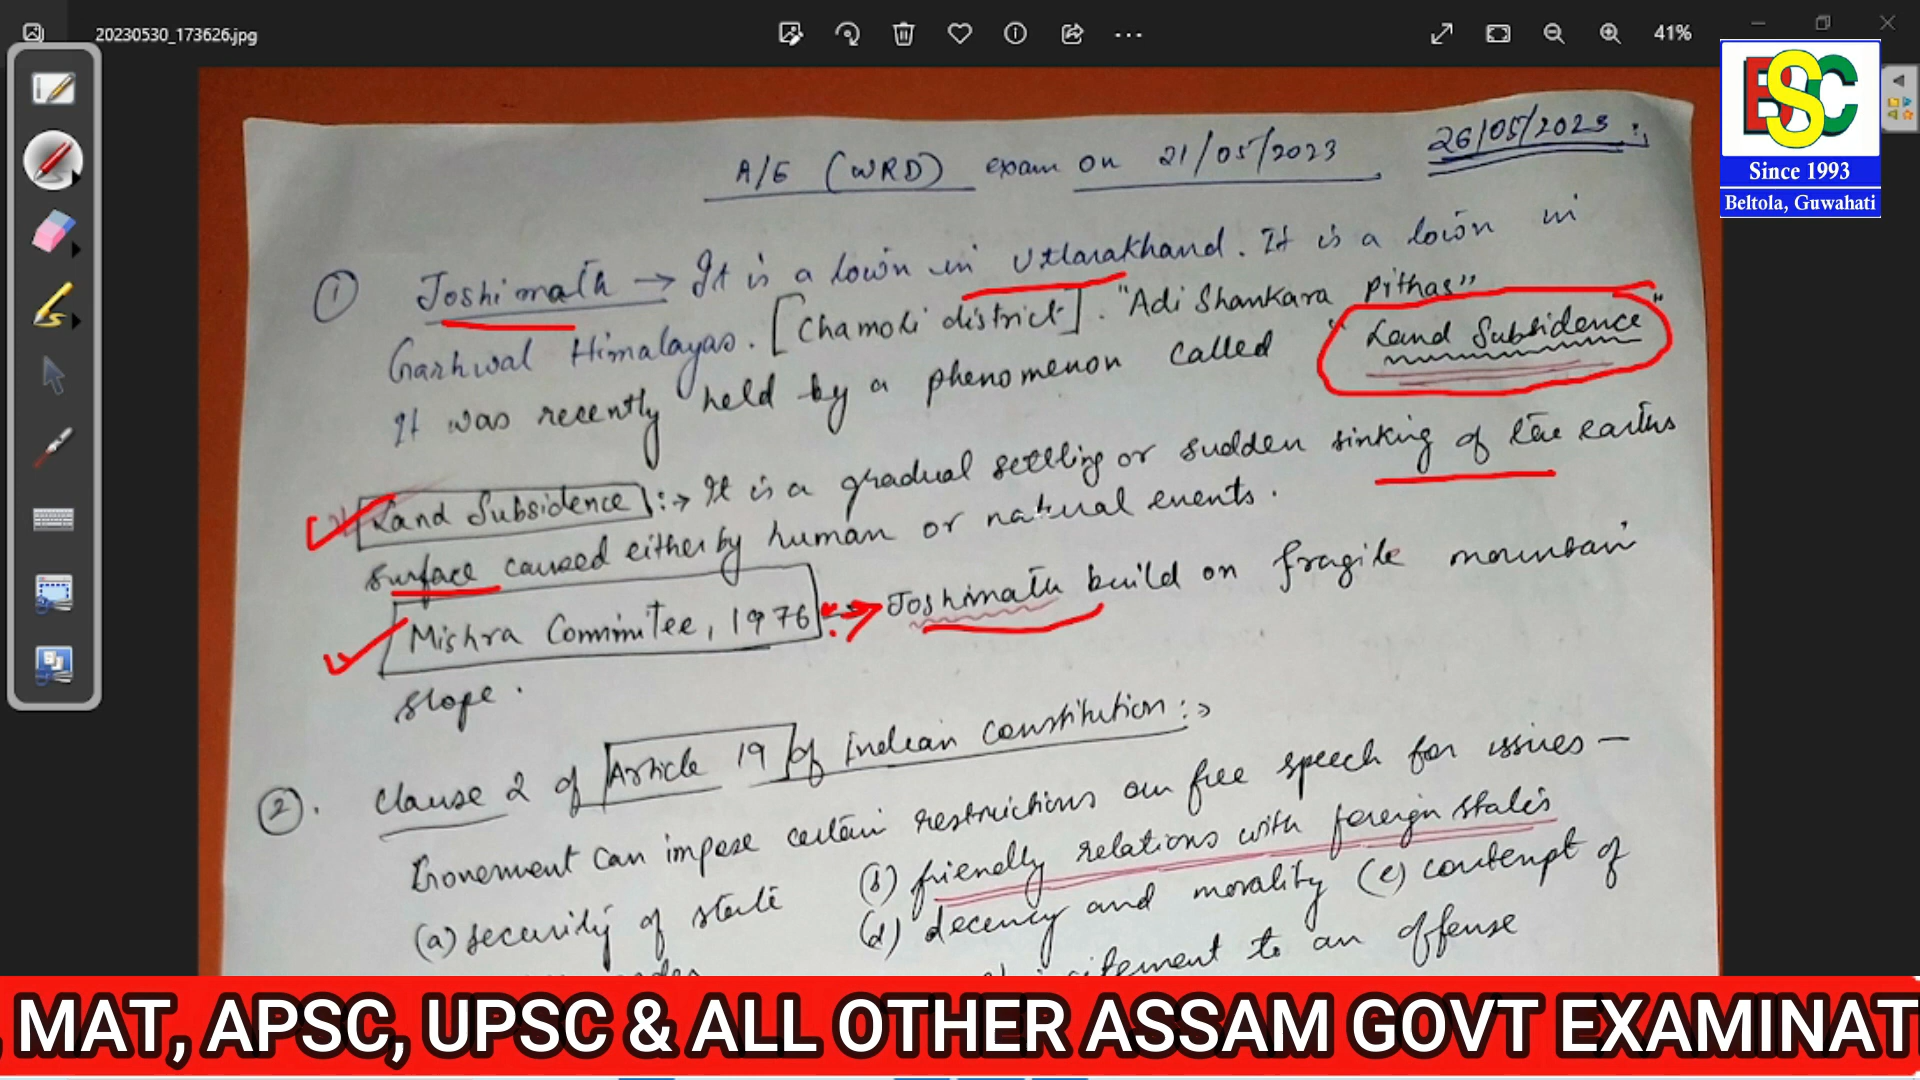 20230530_173626.jpg
41%
BSC
Since 1993
Beltola, Guwahati
26/05/2023 :,
A/E (WRD) exam on 21/05/2023
① Joshimath → It is a town in Uttarakhand. It is a town in
Garhwal Himalayas. [Chamoli district]. "Adi Shankara Pithas"
It was recently held by a phenomenon called "Land Subsidence"
Land Subsidence :→ It is a gradual settling or sudden sinking of the earths
surface caused either by human or natural events.
Mishra Committee, 1976 → Joshimath build on fragile mountain
slope.
②. Clause 2 of Article 19 of Indian Constitution :→
can impose certain restrictions on free speech for issues —
(a) security of state (b) friendly relations with foreign states
(d) decency and morality (e) contempt of
to an offense
, MAT, APSC, UPSC & ALL OTHER ASSAM GOVT EXAMINAT